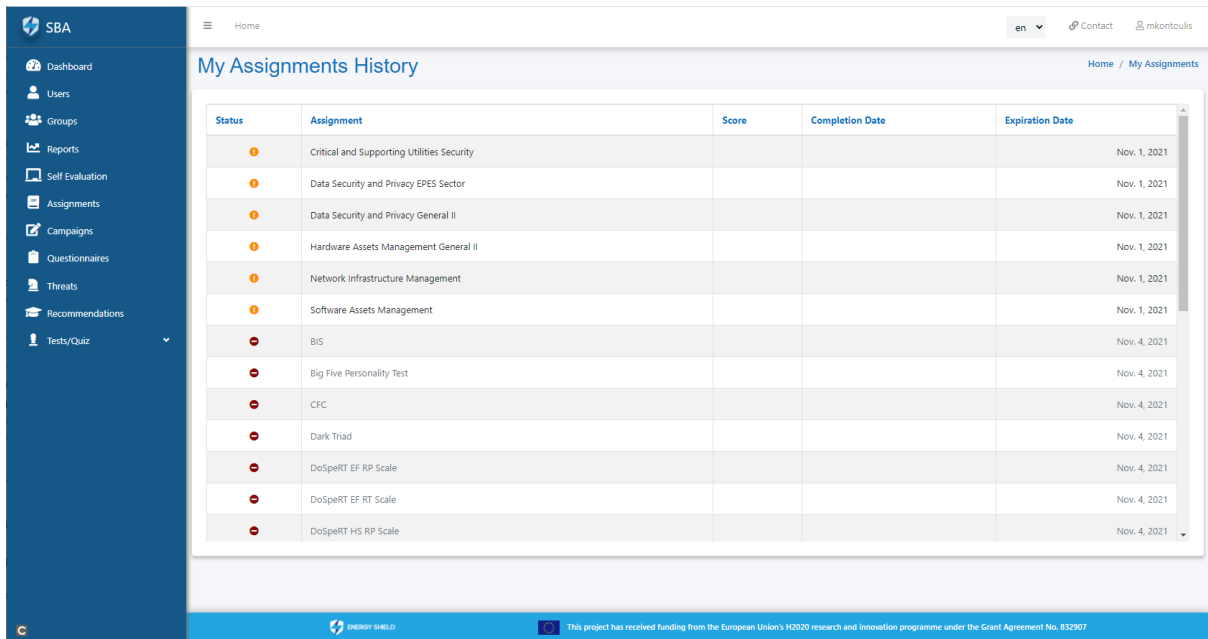 SBA
Home
en
Contact
mkontoulis
Dashboard
Users
Groups
Reports
Self Evaluation
Assignments
Campaigns
Questionnaires
Threats
Recommendations
Tests/Quiz
My Assignments History
Home / My Assignments
Status Assignment Score Completion Date Expiration Date
Critical and Supporting Utilities Security Nov. 1, 2021
Data Security and Privacy EPES Sector Nov. 1, 2021
Data Security and Privacy General II Nov. 1, 2021
Hardware Assets Management General II Nov. 1, 2021
Network Infrastructure Management Nov. 1, 2021
Software Assets Management Nov. 1, 2021
BIS Nov. 4, 2021
Big Five Personality Test Nov. 4, 2021
CFC Nov. 4, 2021
Dark Triad Nov. 4, 2021
DoSpeRT EF RP Scale Nov. 4, 2021
DoSpeRT EF RT Scale Nov. 4, 2021
DoSpeRT HS RP Scale Nov. 4, 2021
C
ENERGY SHIELD
This project has received funding from the European Union's H2020 research and innovation programme under the Grant Agreement No. 832907